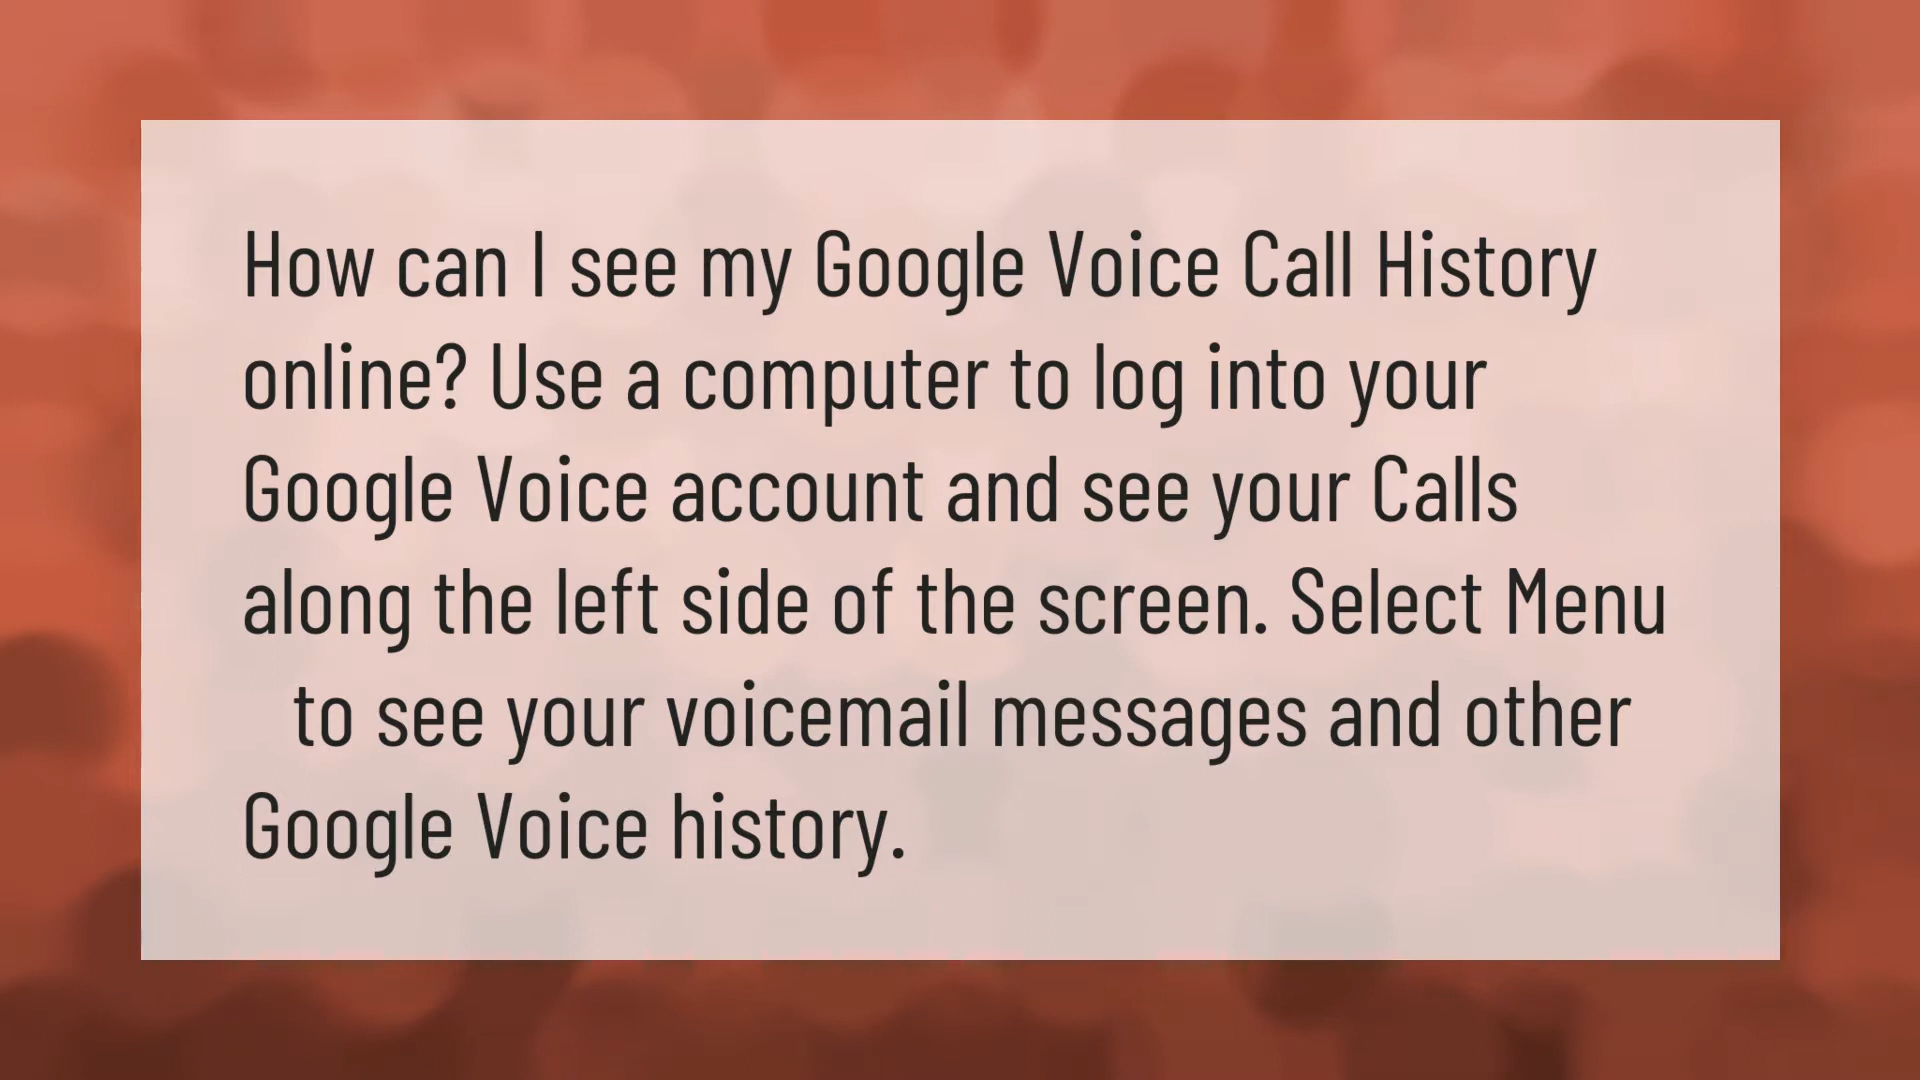 How can I see my Google Voice Call History
online? Use a computer to log into your
Google Voice account and see your Calls
along the left side of the screen. Select Menu
to see your voicemail messages and other
Google Voice history.